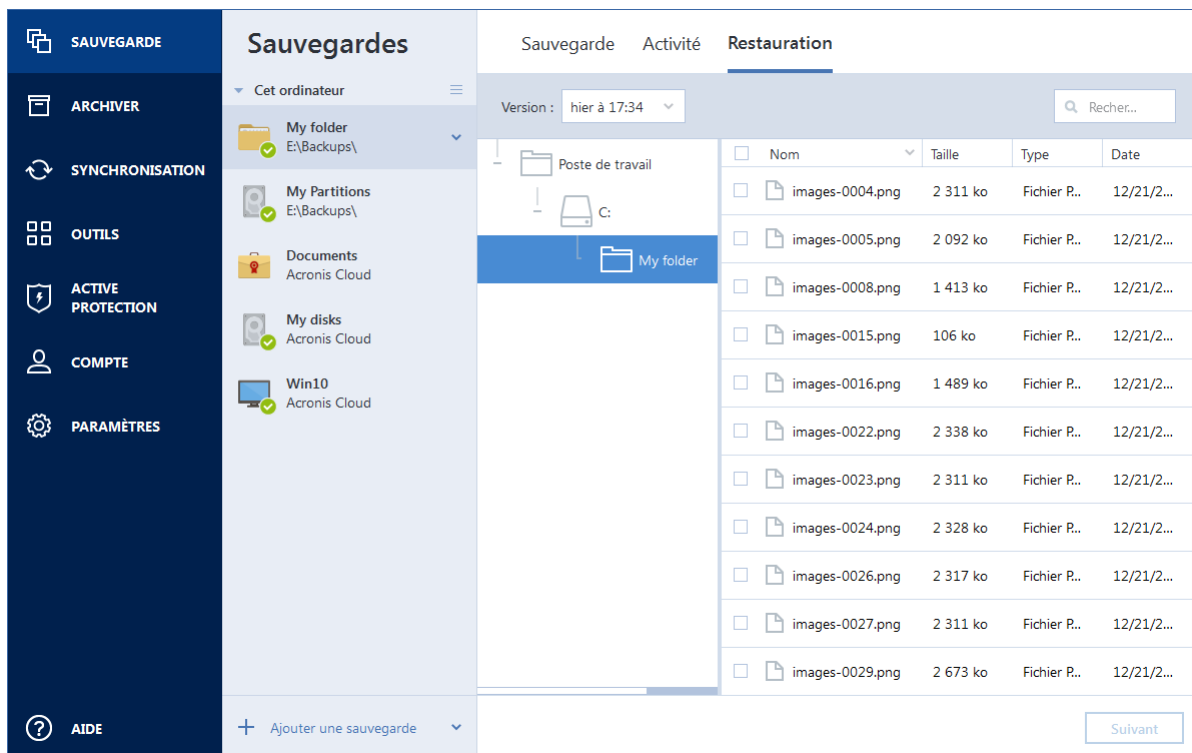 SAUVEGARDE
ARCHIVER
SYNCHRONISATION
OUTILS
ACTIVE
PROTECTION
COMPTE
PARAMÈTRES
AIDE
Sauvegardes
Cet ordinateur
My folder
E:\Backups\
My Partitions
E:\Backups\
Documents
Acronis Cloud
My disks
Acronis Cloud
Win10
Acronis Cloud
Ajouter une sauvegarde
Sauvegarde Activité Restauration
Version : hier à 17:34 Recher...
Poste de travail
C:
My folder
Nom Taille Type Date
images-0004.png 2 311 ko Fichier P... 12/21/2...
images-0005.png 2 092 ko Fichier P... 12/21/2...
images-0008.png 1 413 ko Fichier P... 12/21/2...
images-0015.png 106 ko Fichier P... 12/21/2...
images-0016.png 1 489 ko Fichier P... 12/21/2...
images-0022.png 2 338 ko Fichier P... 12/21/2...
images-0023.png 2 311 ko Fichier P... 12/21/2...
images-0024.png 2 328 ko Fichier P... 12/21/2...
images-0026.png 2 317 ko Fichier P... 12/21/2...
images-0027.png 2 311 ko Fichier P... 12/21/2...
images-0029.png 2 673 ko Fichier P... 12/21/2...
Suivant